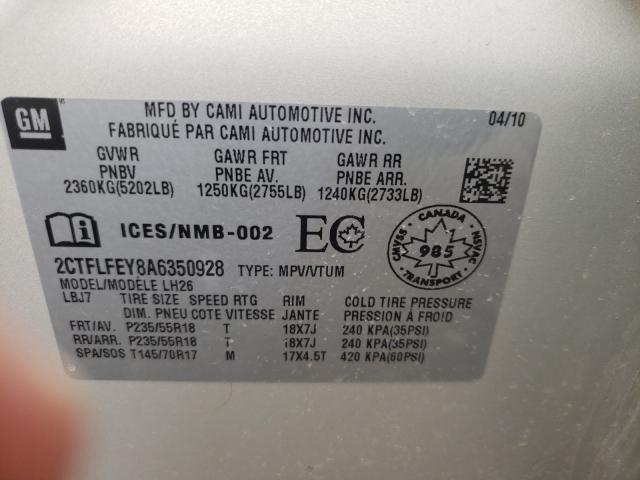 GM
MFD BY CAMI AUTOMOTIVE INC. 04/10
FABRIQUÉ PAR CAMI AUTOMOTIVE INC.
GVWR GAWR FRT GAWR RR
PNBV PNBE AV. PNBE ARR.
2360KG(5202LB) 1250KG(2755LB) 1240KG(2733LB)
ICES/NMB-002 EC CANADA CMVSS NSVAC 985 TRANSPORT
2CTFLFEY8A6350928 TYPE: MPV/VTUM
MODEL/MODÈLE LH26
LBJ7 TIRE SIZE SPEED RTG RIM COLD TIRE PRESSURE
DIM. PNEU COTE VITESSE JANTE PRESSION À FROID
FRT/AV. P235/55R18 T 18X7J 240 KPA(35PSI)
RR/ARR. P235/55R18 T 18X7J 240 KPA(35PSI)
SPA/SOS T145/70R17 M 17X4.5T 420 KPA(60PSI)